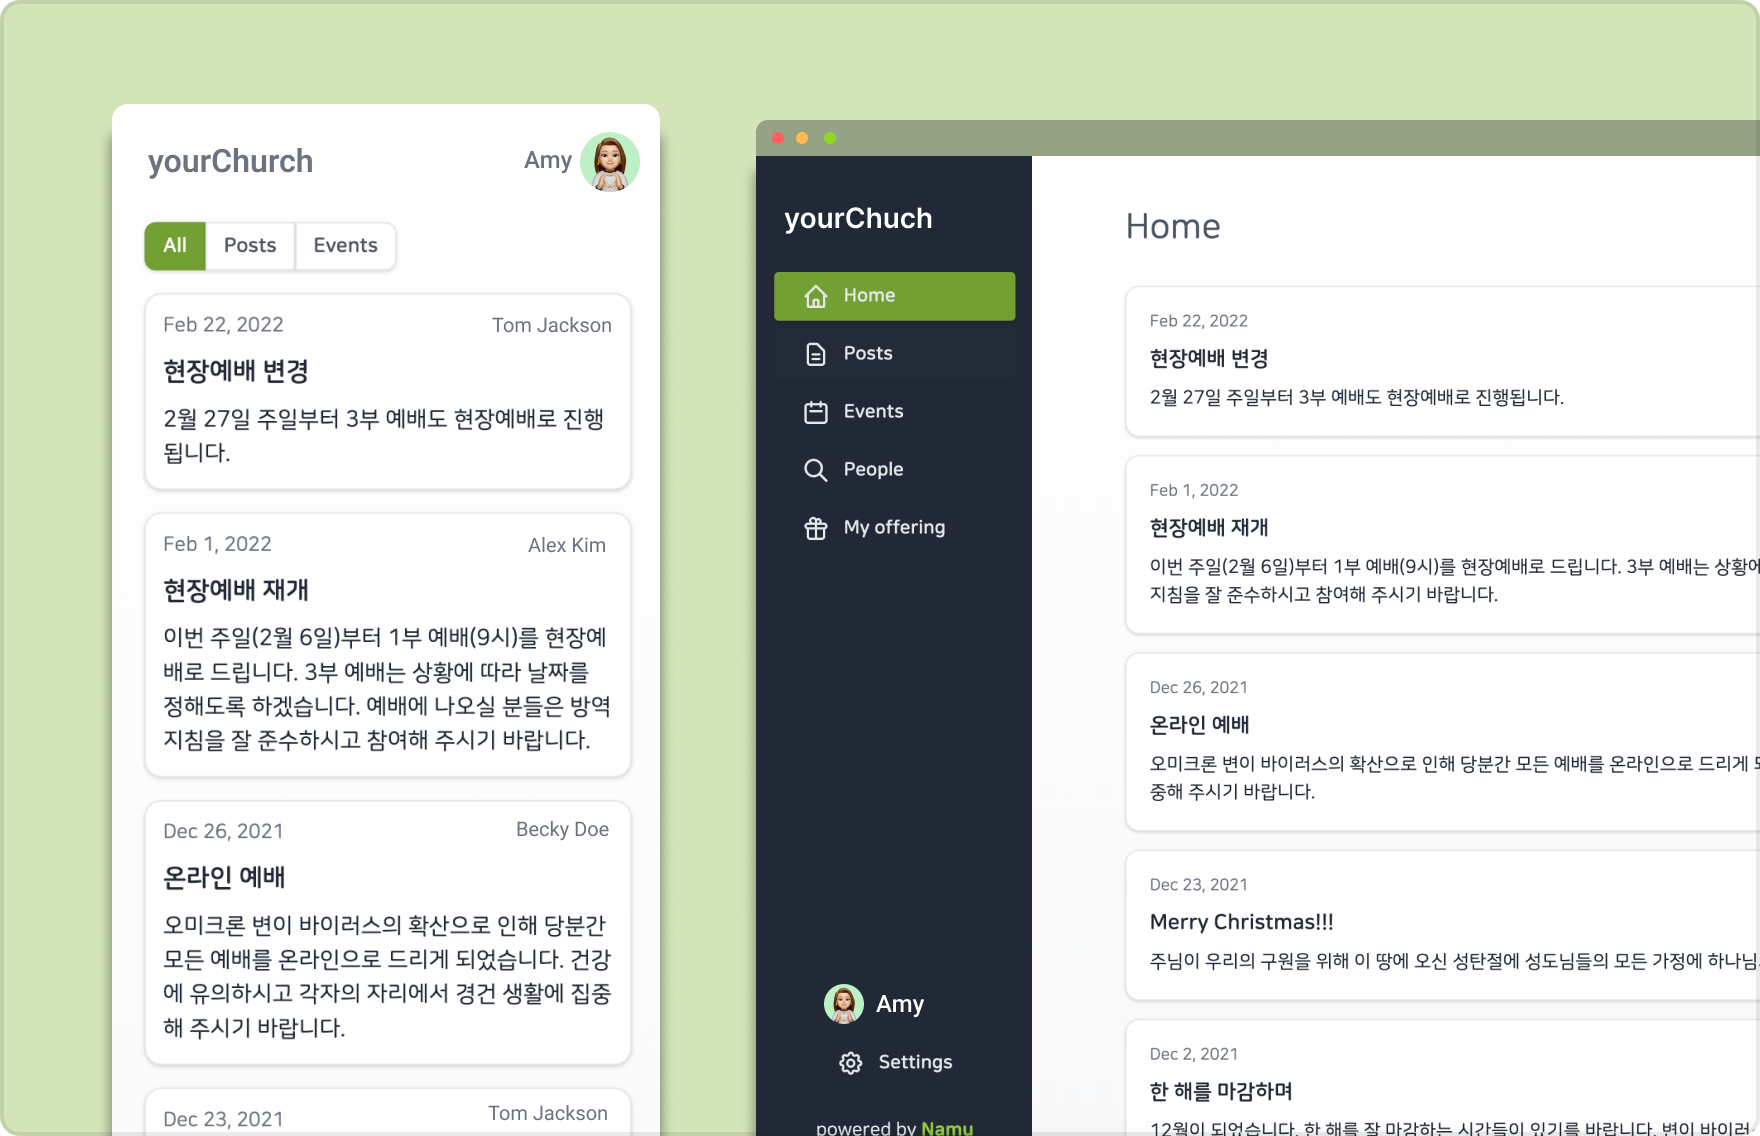 yourChurch
Amy
All
Posts
Events
Feb 22, 2022
Tom Jackson
현장예배 변경
2월 27일 주일부터 3부 예배도 현장예배로 진행
됩니다.
Feb 1, 2022
Alex Kim
현장예배 재개
이번 주일(2월 6일)부터 1부 예배(9시)를 현장예
배로 드립니다. 3부 예배는 상황에 따라 날짜를
정해도록 하겠습니다. 예배에 나오실 분들은 방역
지침을 잘 준수하시고 참여해 주시기 바랍니다.
Dec 26, 2021
Becky Doe
온라인 예배
오미크론 변이 바이러스의 확산으로 인해 당분간
모든 예배를 온라인으로 드리게 되었습니다. 건강
에 유의하시고 각자의 자리에서 경건 생활에 집중
해 주시기 바랍니다.
Dec 23, 2021
Tom Jackson
yourChuch
Home
Posts
Events
People
My offering
Amy
Settings
powered by Namu
Home
Feb 22, 2022
현장예배 변경
2월 27일 주일부터 3부 예배도 현장예배로 진행됩니다.
Feb 1, 2022
현장예배 재개
이번 주일(2월 6일)부터 1부 예배(9시)를 현장예배로 드립니다. 3부 예배는 상황에
지침을 잘 준수하시고 참여해 주시기 바랍니다.
Dec 26, 2021
온라인 예배
오미크론 변이 바이러스의 확산으로 인해 당분간 모든 예배를 온라인으로 드리게
중해 주시기 바랍니다.
Dec 23, 2021
Merry Christmas!!!
주님이 우리의 구원을 위해 이 땅에 오신 성탄절에 성도님들의 모든 가정에 하나님
Dec 2, 2021
한 해를 마감하며
12월이 되었습니다. 한 해를 잘 마감하는 시간들이 있기를 바랍니다. 변이 바이러